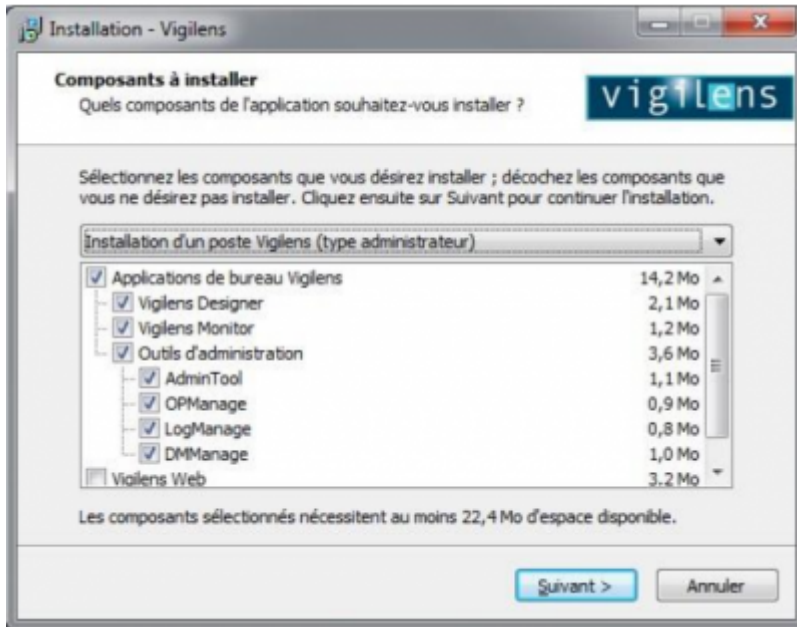 Installation - Vigilens
Composants à installer
Quels composants de l'application souhaitez-vous installer ?
vigilens
Sélectionnez les composants que vous désirez installer ; décochez les composants que
vous ne désirez pas installer. Cliquez ensuite sur Suivant pour continuer l'installation.
Installation d'un poste Vigilens (type administrateur)
Applications de bureau Vigilens 14,2 Mo
Vigilens Designer 2,1 Mo
Vigilens Monitor 1,2 Mo
Outils d'administration 3,6 Mo
AdminTool 1,1 Mo
OPManage 0,9 Mo
LogManage 0,8 Mo
DMManage 1,0 Mo
Vigilens Web 3,2 Mo
Les composants sélectionnés nécessitent au moins 22,4 Mo d'espace disponible.
Suivant > Annuler